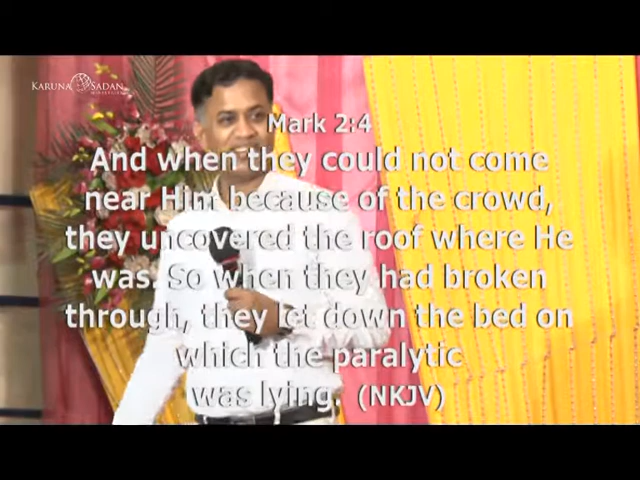 KARUNA SADAN
MINISTRIES
Mark 2:4
And when they could not come
near Him because of the crowd,
they uncovered the roof where He
was. So when they had broken
through, they let down the bed on
which the paralytic
was lying. (NKJV)